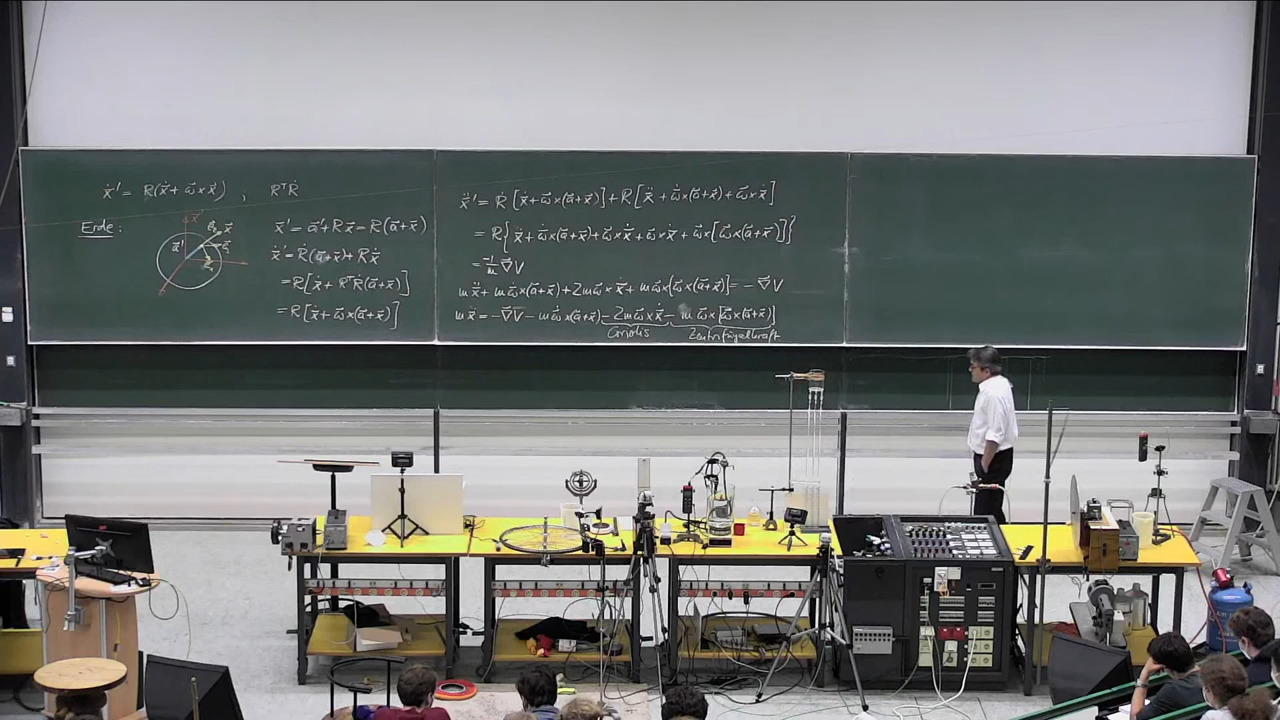 ẋ' = R(ẋ + ω⃗×x⃗) ; RᵀṘ
Erde:
x⃗' = a⃗' + Rx⃗ = R(a⃗+x⃗)
ẋ' = Ṙ(a⃗+x⃗) + Rẋ
= R[ẋ + RᵀṘ(a⃗+x⃗)]
= R[ẋ + ω⃗×(a⃗+x⃗)]
ẍ' = Ṙ[ẋ + ω⃗×(a⃗+x⃗)] + R[ẍ + ω̇×(a⃗+x⃗) + ω⃗×ẋ]
= R{ẍ + ω̇×(a⃗+x⃗) + ω⃗×ẋ + ω⃗×ẋ + ω⃗×[ω⃗×(a⃗+x⃗)]}
= -1/m ∇⃗V
mẍ + mω̇×(a⃗+x⃗) + 2mω⃗×ẋ + mω⃗×[ω⃗×(a⃗+x⃗)] = -∇⃗V
mẍ = -∇⃗V - mω̇×(a⃗+x⃗) - 2mω⃗×ẋ - mω⃗×[ω⃗×(a⃗+x⃗)]
Coriolis Zentrifugalkraft